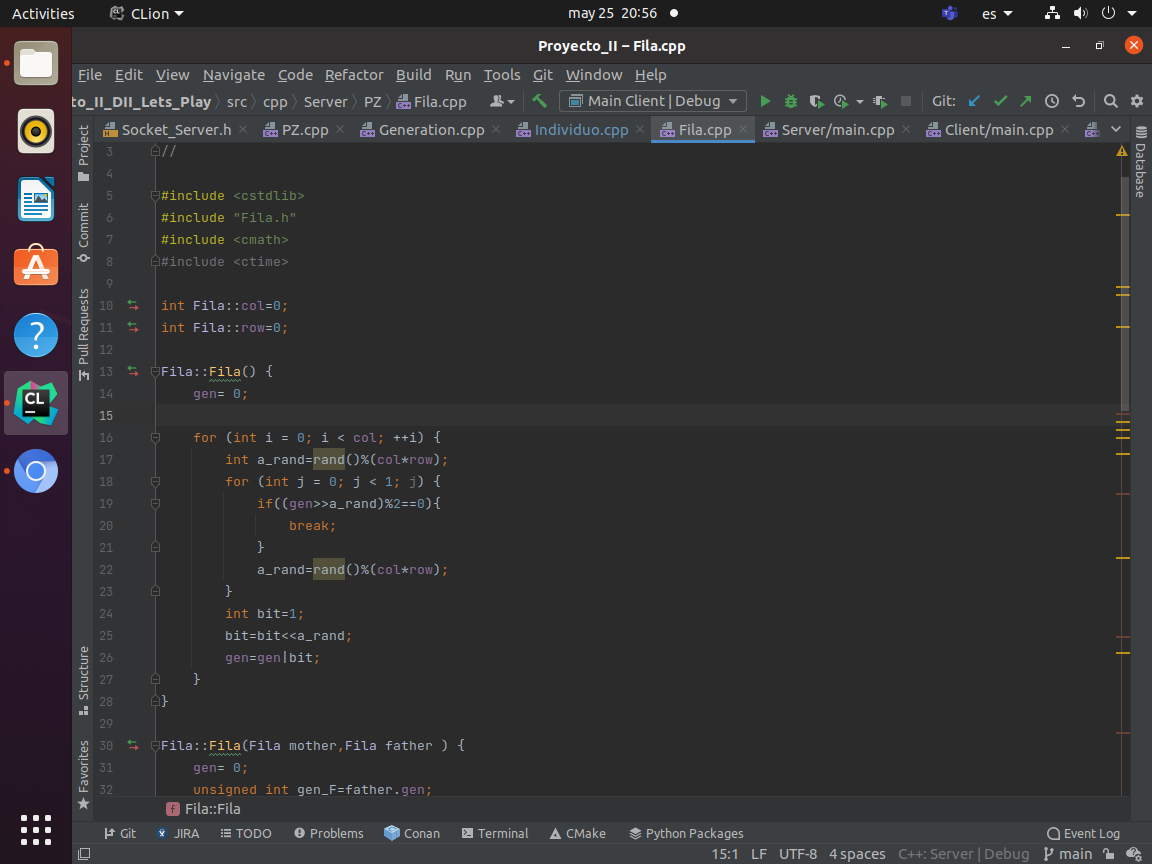 Activities CLion may 25 20:56 es
Proyecto_II – Fila.cpp
File Edit View Navigate Code Refactor Build Run Tools Git Window Help
to_II_DII_Lets_Play src cpp Server PZ Fila.cpp Main Client | Debug Git:
Socket_Server.h PZ.cpp Generation.cpp Individuo.cpp Fila.cpp Server/main.cpp Client/main.cpp
Project
Commit
Pull Requests
Structure
Favorites
Database
3 //
4
5 #include <cstdlib>
6 #include "Fila.h"
7 #include <cmath>
8 #include <ctime>
9
10 int Fila::col=0;
11 int Fila::row=0;
12
13 Fila::Fila() {
14 gen= 0;
15
16 for (int i = 0; i < col; ++i) {
17 int a_rand=rand()%(col*row);
18 for (int j = 0; j < 1; j) {
19 if((gen>>a_rand)%2==0){
20 break;
21 }
22 a_rand=rand()%(col*row);
23 }
24 int bit=1;
25 bit=bit<<a_rand;
26 gen=gen|bit;
27 }
28 }
29
30 Fila::Fila(Fila mother,Fila father ) {
31 gen= 0;
32 unsigned int gen_F=father.gen;
f Fila::Fila
Git JIRA TODO Problems Conan Terminal CMake Python Packages Event Log
15:1 LF UTF-8 4 spaces C++: Server | Debug main